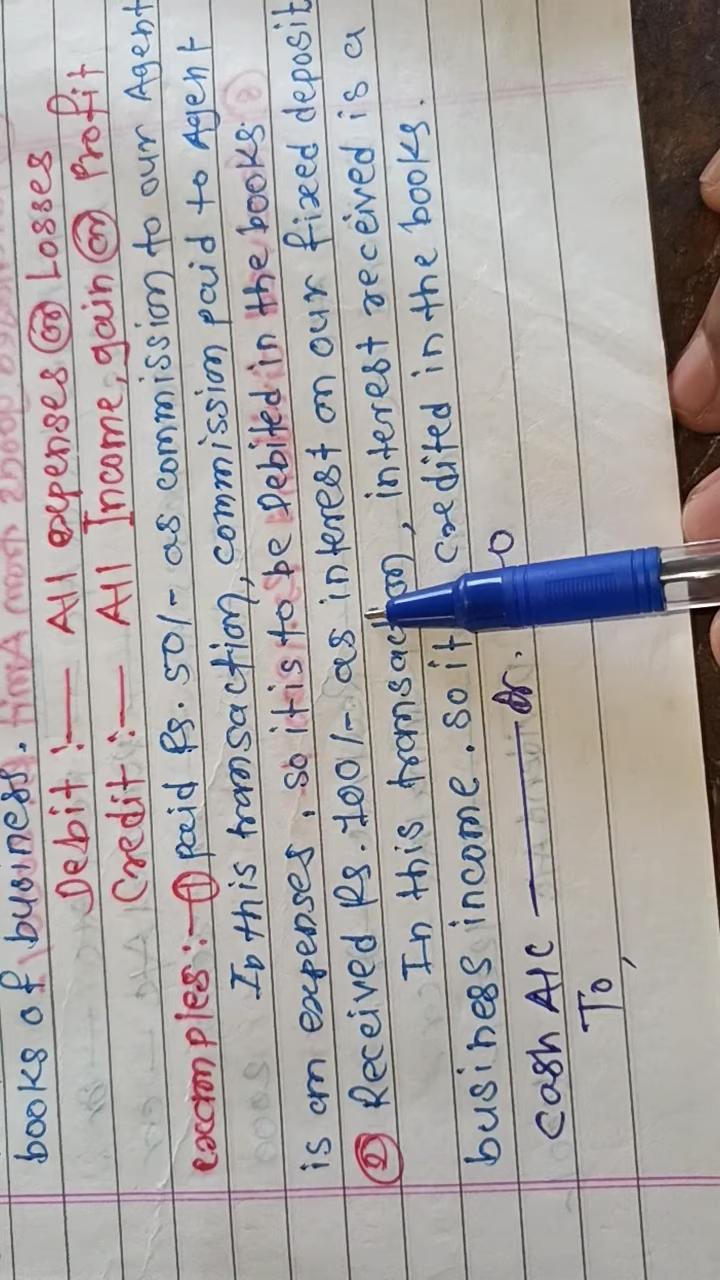 books of business.
Debit :— All expenses or Losses
Credit :— All Income, gain or Profit
examples:- ① paid Rs. 50/- as commission to our Agent
In this transaction, commission paid to Agent
is an expenses, so it is to be Debited in the books.
② Received Rs. 100/- as interest on our fixed deposit
In this transaction, interest received is a
business income. so it credited in the books.
Cash A/C — Dr.
To,